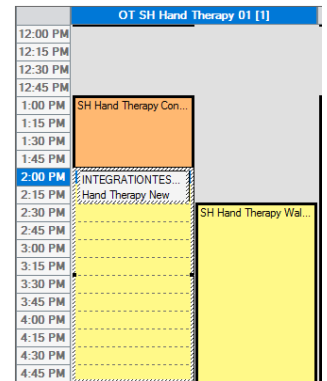 OT SH Hand Therapy 01 [1]
12:00 PM
12:15 PM
12:30 PM
12:45 PM
1:00 PM SH Hand Therapy Con...
1:15 PM
1:30 PM
1:45 PM
2:00 PM INTEGRATIONTES...
2:15 PM Hand Therapy New
2:30 PM SH Hand Therapy Wal...
2:45 PM
3:00 PM
3:15 PM
3:30 PM
3:45 PM
4:00 PM
4:15 PM
4:30 PM
4:45 PM